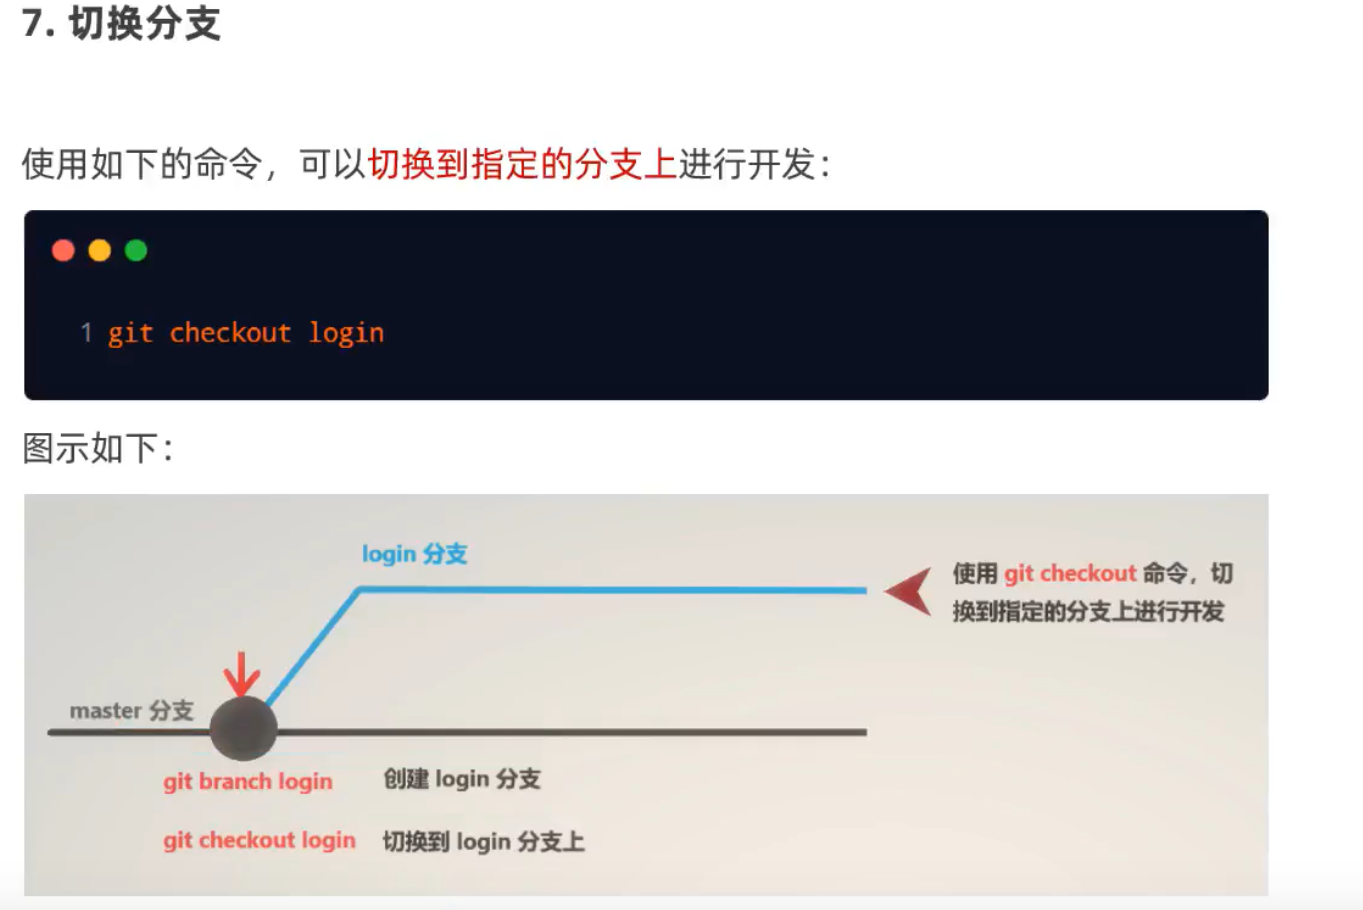 7. 切换分支
使用如下的命令，可以切换到指定的分支上进行开发：
1 git checkout login
图示如下：
login 分支
使用 git checkout 命令，切
换到指定的分支上进行开发
master 分支
git branch login 创建 login 分支
git checkout login 切换到 login 分支上